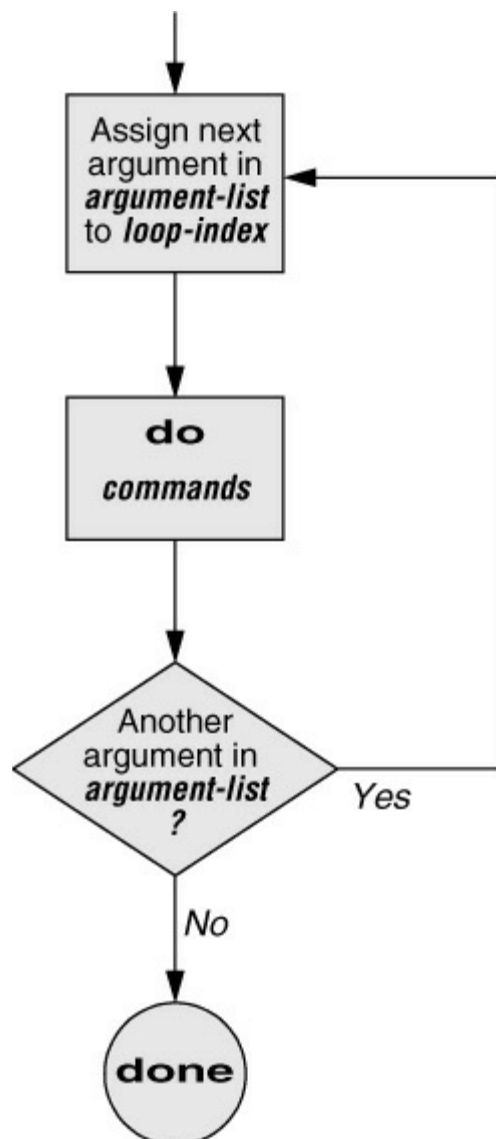 Assign next
argument in
argument-list
to loop-index
do
commands
Another
argument in
argument-list
?
Yes
No
done